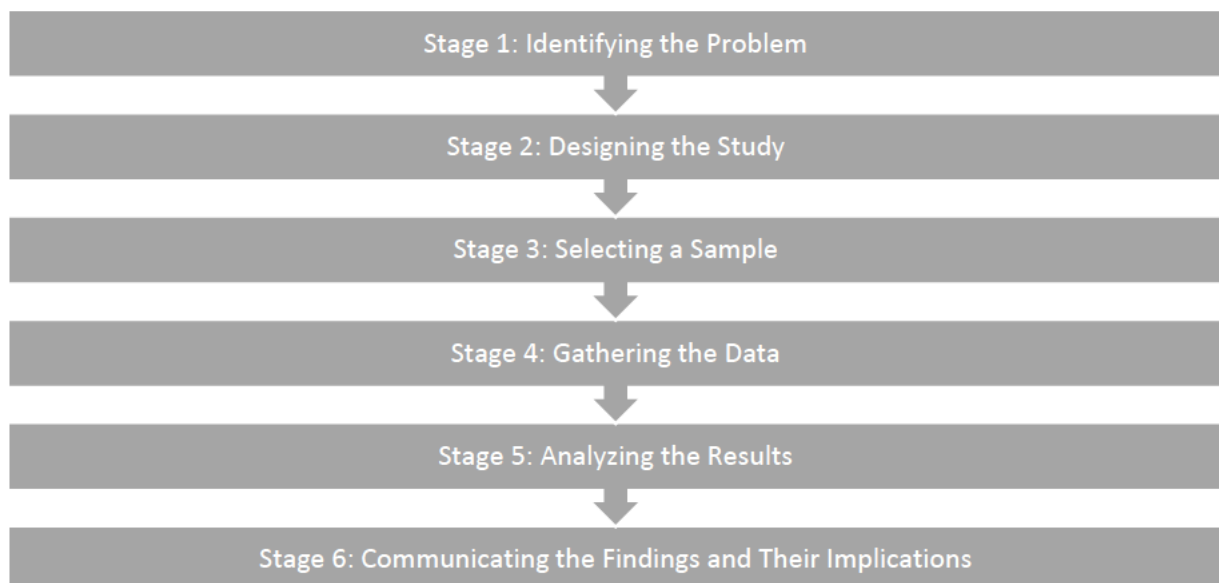 Stage 1: Identifying the Problem
Stage 2: Designing the Study
Stage 3: Selecting a Sample
Stage 4: Gathering the Data
Stage 5: Analyzing the Results
Stage 6: Communicating the Findings and Their Implications